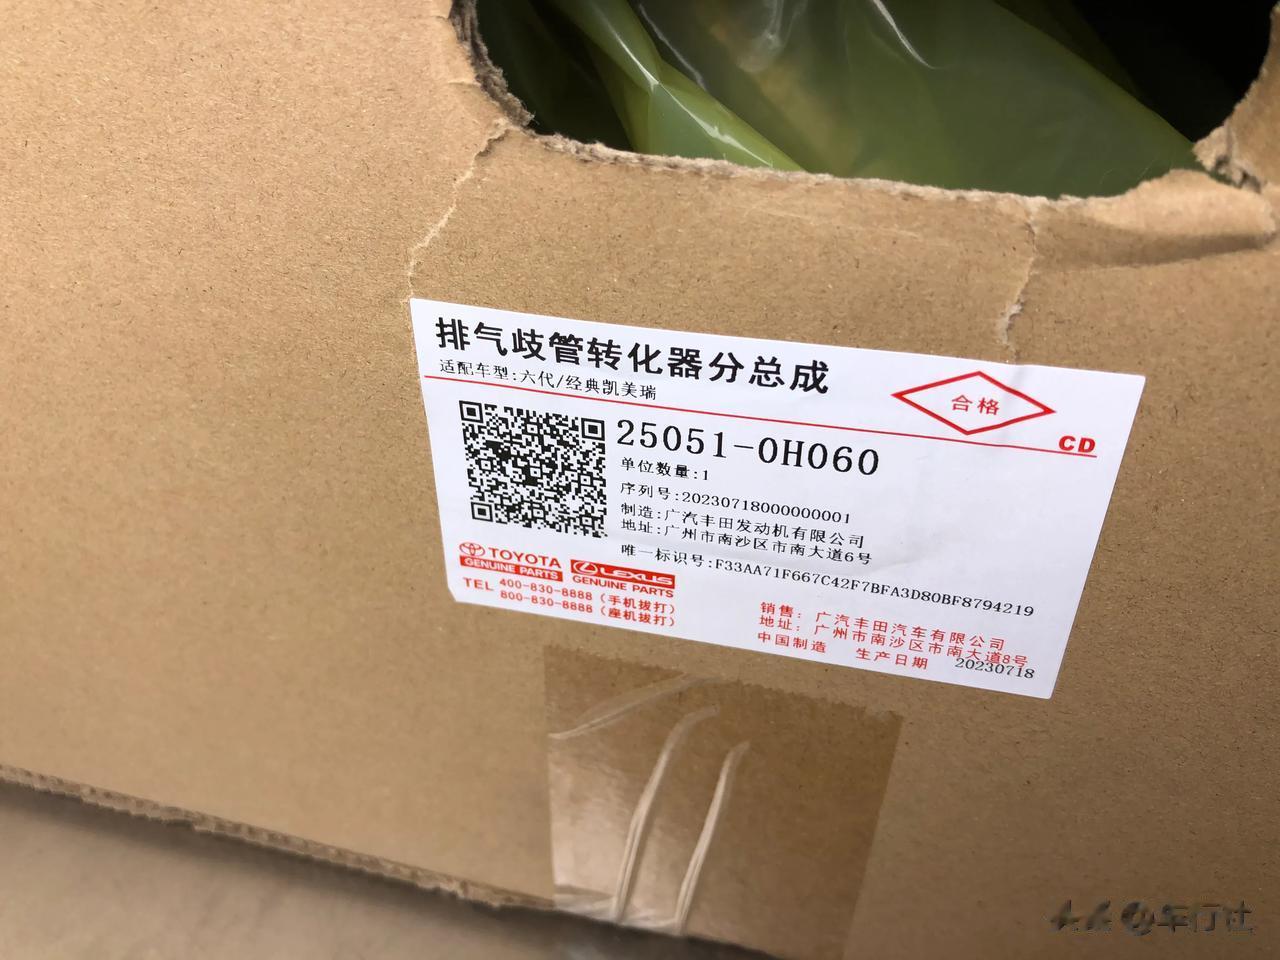 排气歧管转化器分总成
适配车型:六代/经典凯美瑞
合格
CD
25051-0H060
单位数量:1
序列号:20230718000000001
制造:广汽丰田发动机有限公司
地址:广州市南沙区市南大道6号
唯一标识号:F33AA71F667C42F7BFA3D80BF8794219
TOYOTA
GENUINE PARTS
LEXUS
GENUINE PARTS
TEL 400-830-8888(手机拨打)
800-830-8888(座机拨打)
销售: 广汽丰田汽车有限公司
地址: 广州市南沙区市南大道8号
中国制造 生产日期 20230718
车行社